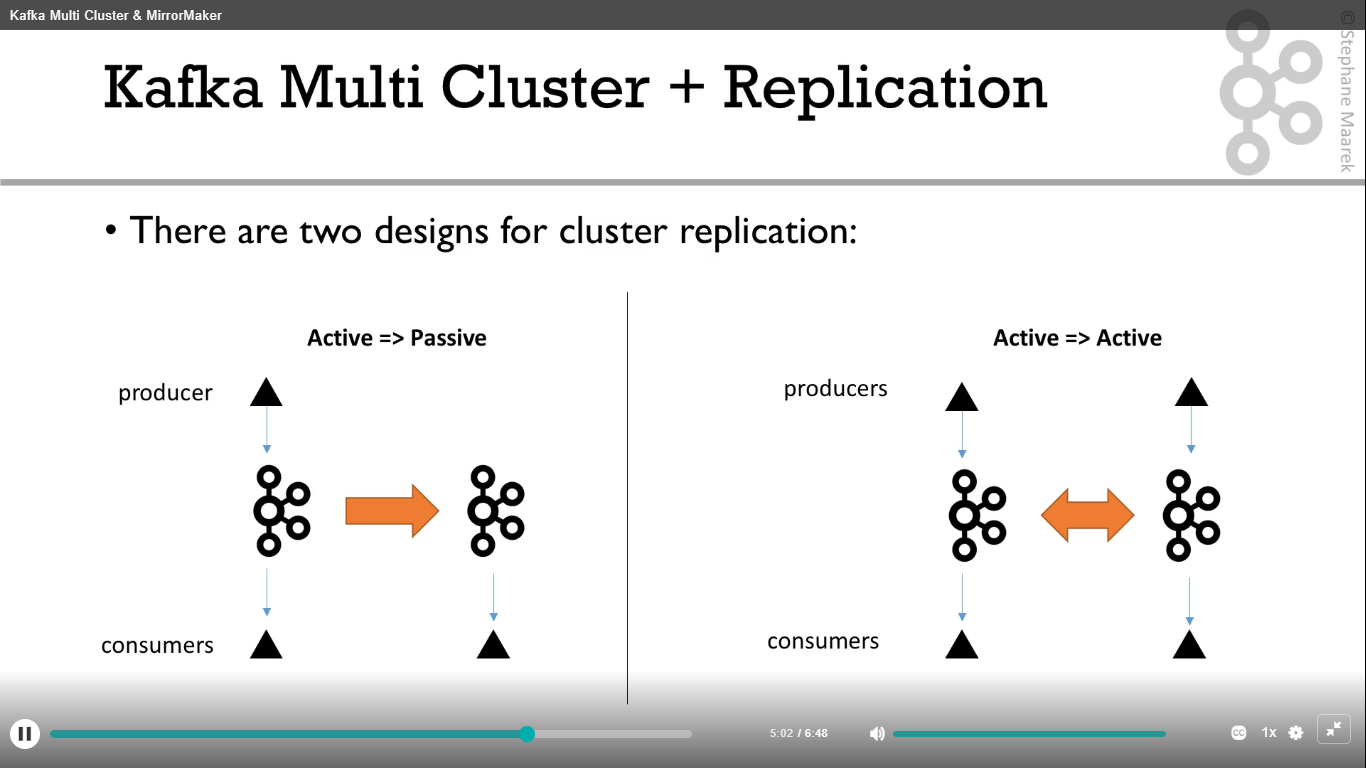 Kafka Multi Cluster & MirrorMaker
Kafka Multi Cluster + Replication
© Stephane Maarek
• There are two designs for cluster replication:
Active => Passive
producer
consumers
Active => Active
producers
consumers
5:02 / 6:48
CC
1x